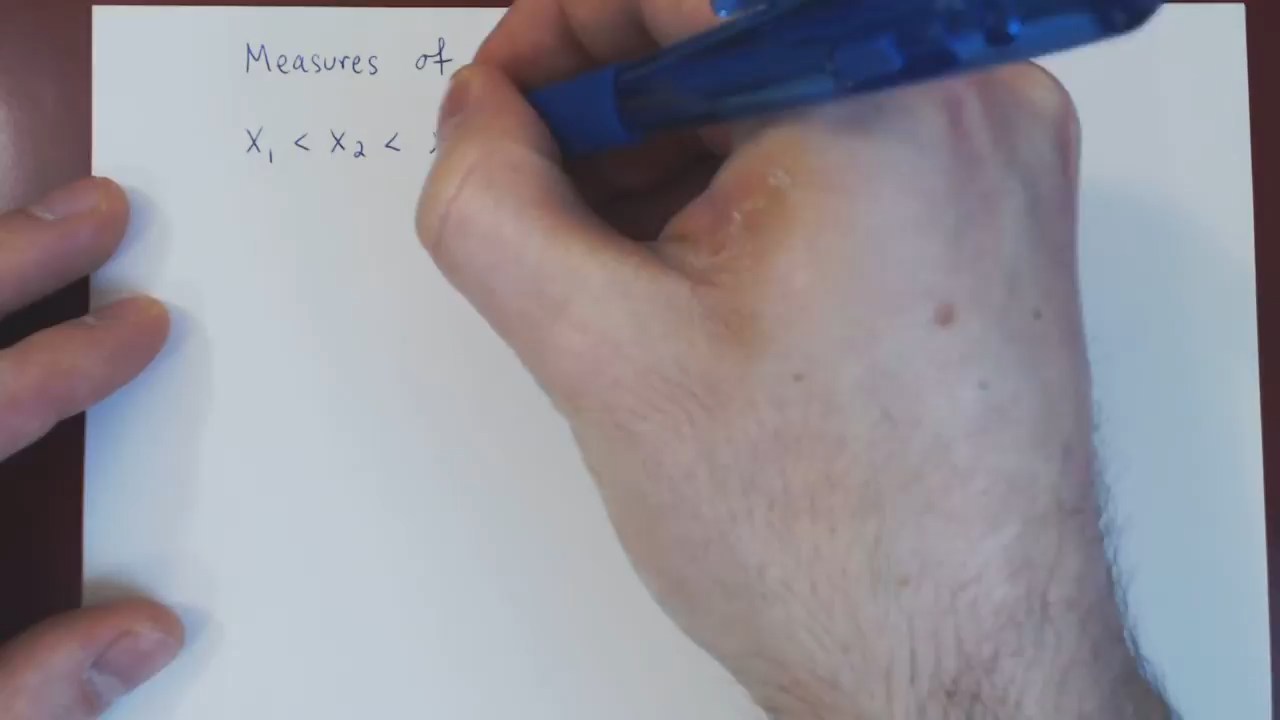 Measures of
X₁ < X₂ <